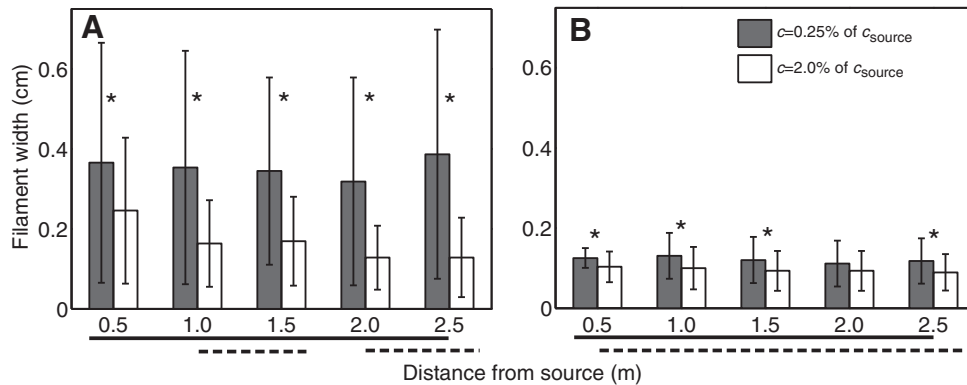 A
B
c=0.25% of csource
c=2.0% of csource
Filament width (cm)
0.6
0.4
0.2
0
0.6
0.4
0.2
0
* * * * *
* * * *
0.5 1.0 1.5 2.0 2.5
0.5 1.0 1.5 2.0 2.5
Distance from source (m)